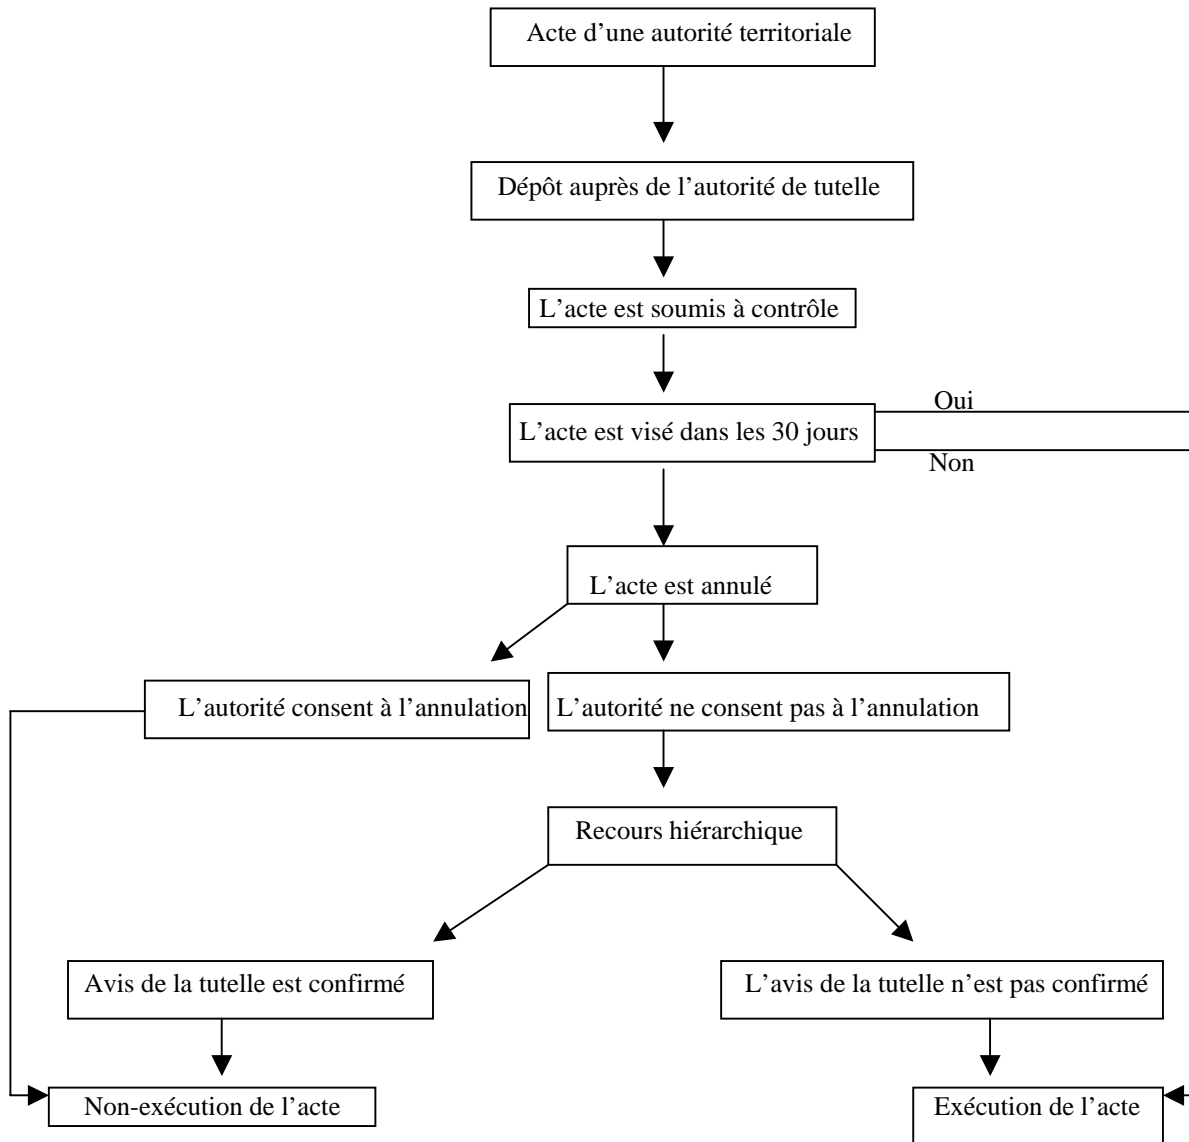 Acte d’une autorité territoriale
Dépôt auprès de l’autorité de tutelle
L’acte est soumis à contrôle
Oui
L’acte est visé dans les 30 jours
Non
L’acte est annulé
L’autorité consent à l’annulation
L’autorité ne consent pas à l’annulation
Recours hiérarchique
Avis de la tutelle est confirmé
L’avis de la tutelle n’est pas confirmé
Non-exécution de l’acte
Exécution de l’acte